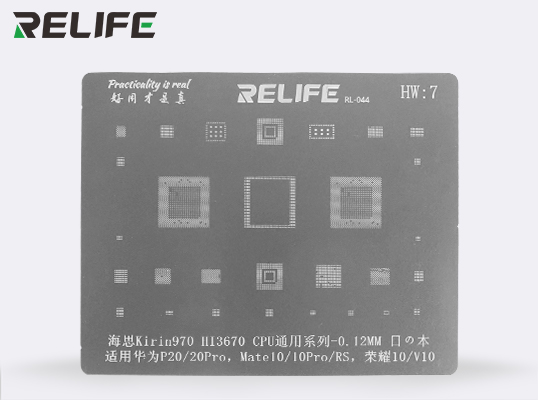 RELIFE
Practicality is real
好用才是真
RELIFE RL-044
HW:7
海思Kirin970 HI3670 CPU通用系列-0.12MM 日の本
适用华为P20/20Pro, Mate10/10Pro/RS, 荣耀10/V10